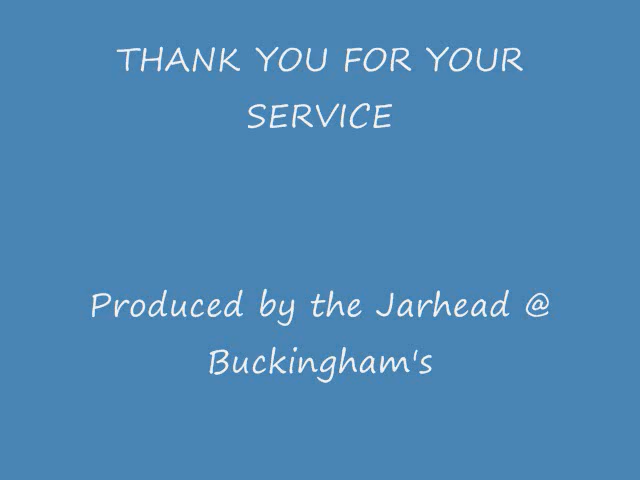 THANK YOU FOR YOUR
SERVICE
Produced by the Jarhead @
Buckingham's